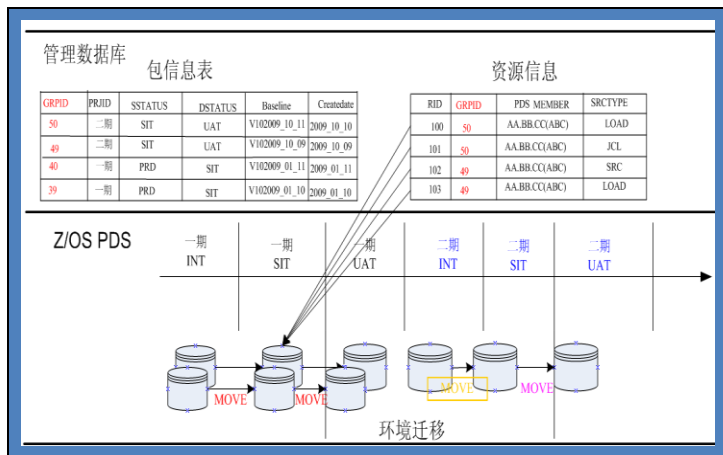 管理数据库
包信息表
资源信息
GRPID PRJID SSTATUS DSTATUS Baseline Createdate
50 二期 SIT UAT V102009_10_11 2009_10_10
49 二期 SIT UAT V102009_10_09 2009_10_09
40 一期 PRD SIT V102009_01_11 2009_01_11
39 一期 PRD SIT V102009_01_10 2009_01_10
RID GRPID PDS MEMBER SRCTYPE
100 50 AA.BB.CC(ABC) LOAD
101 50 AA.BB.CC(ABC) JCL
102 49 AA.BB.CC(ABC) SRC
103 49 AA.BB.CC(ABC) LOAD
Z/OS PDS
一期 一期 一期 二期 二期 二期
INT SIT UAT INT SIT UAT
MOVE MOVE MOVE MOVE
环境迁移